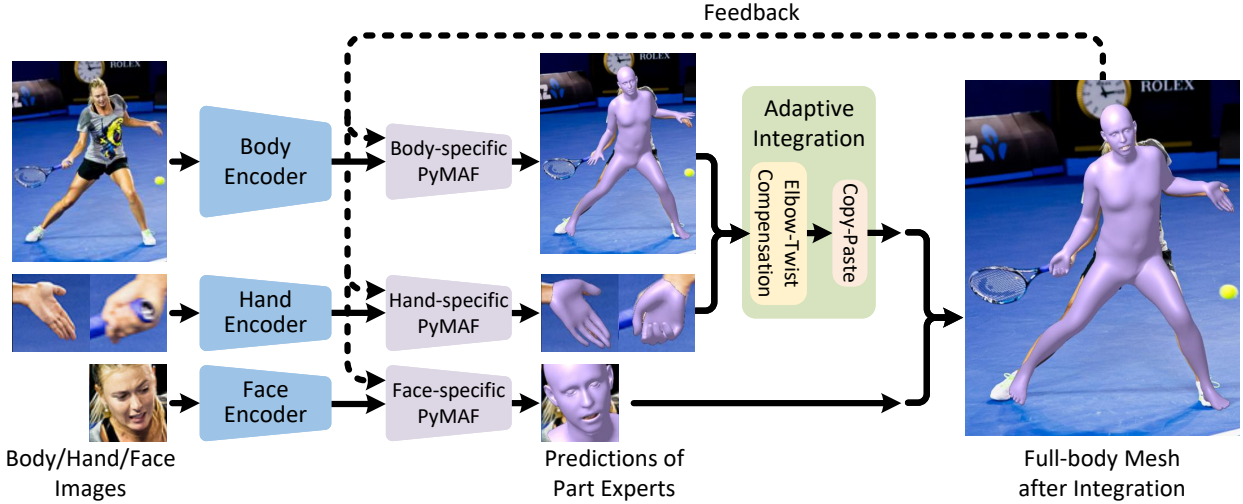 Feedback
ROLEX
ROLEX
ROLEX
Body
Encoder
Body-specific
PyMAF
Adaptive
Integration
Elbow-Twist
Compensation
Copy-Paste
Hand
Encoder
Hand-specific
PyMAF
Face
Encoder
Face-specific
PyMAF
Body/Hand/Face
Images
Predictions of
Part Experts
Full-body Mesh
after Integration